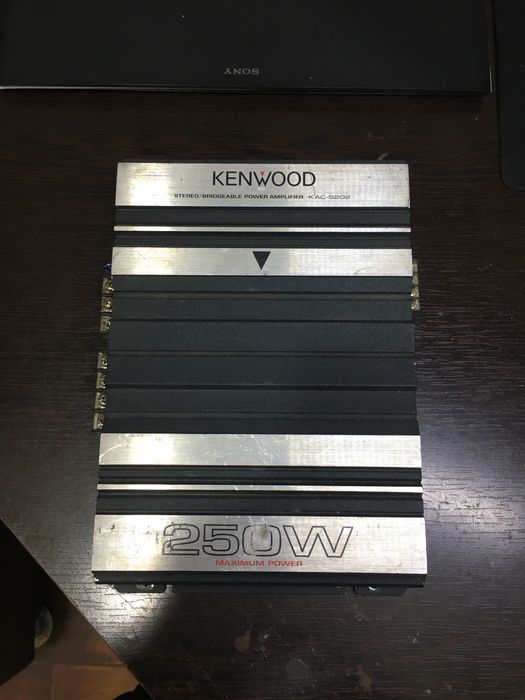 SONY
KENWOOD
STEREO/BRIDGEABLE POWER AMPLIFIER KAC-5202
250W
MAXIMUM POWER